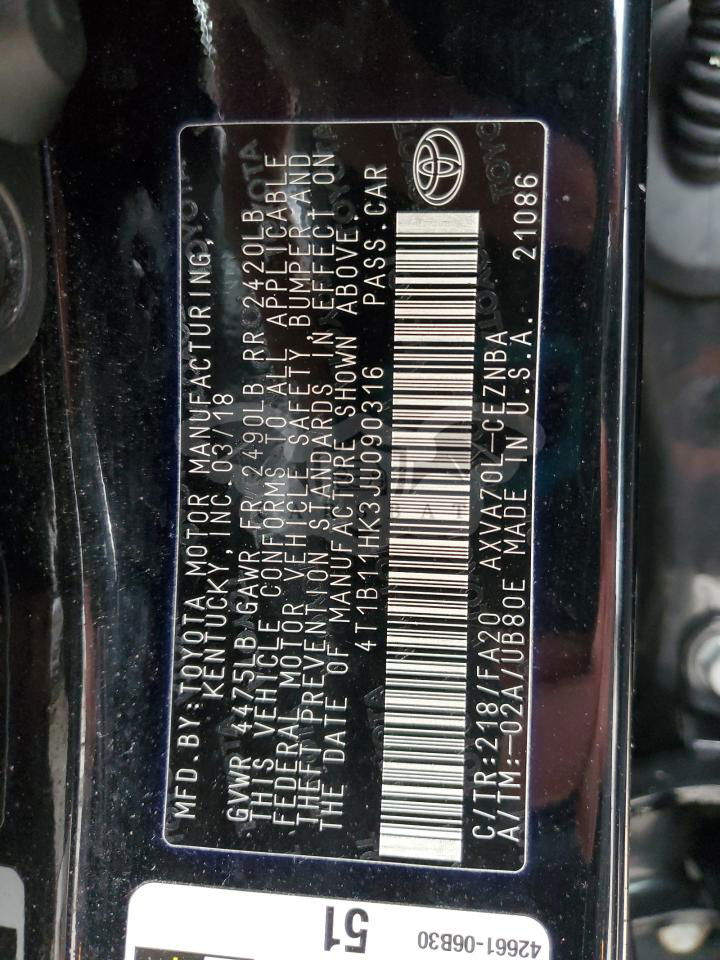 MFD.BY:TOYOTA MOTOR MANUFACTURING,
KENTUCKY,INC 03/18
GVWR 4475LB GAWR FR 2490LB RR 2420LB
THIS VEHICLE CONFORMS TO ALL APPLICABLE
FEDERAL MOTOR VEHICLE SAFETY, BUMPER AND
THEFT PREVENTION STANDARDS IN EFFECT ON
THE DATE OF MANUFACTURE SHOWN ABOVE.
4T1B11HK3JU090316 PASS.CAR
C/TR:218/FA20 AXVA70L-CEZNBA
A/TM:-02A/UB80E MADE IN U.S.A. 21086
51
42661-06B30